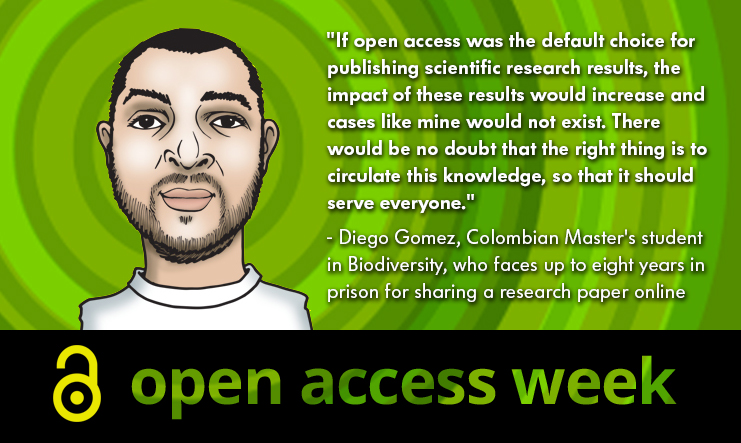 "If open access was the default choice for
publishing scientific research results, the
impact of these results would increase and
cases like mine would not exist. There
would be no doubt that the right thing is to
circulate this knowledge, so that it should
serve everyone."
- Diego Gomez, Colombian Master's student
in Biodiversity, who faces up to eight years in
prison for sharing a research paper online
open access week